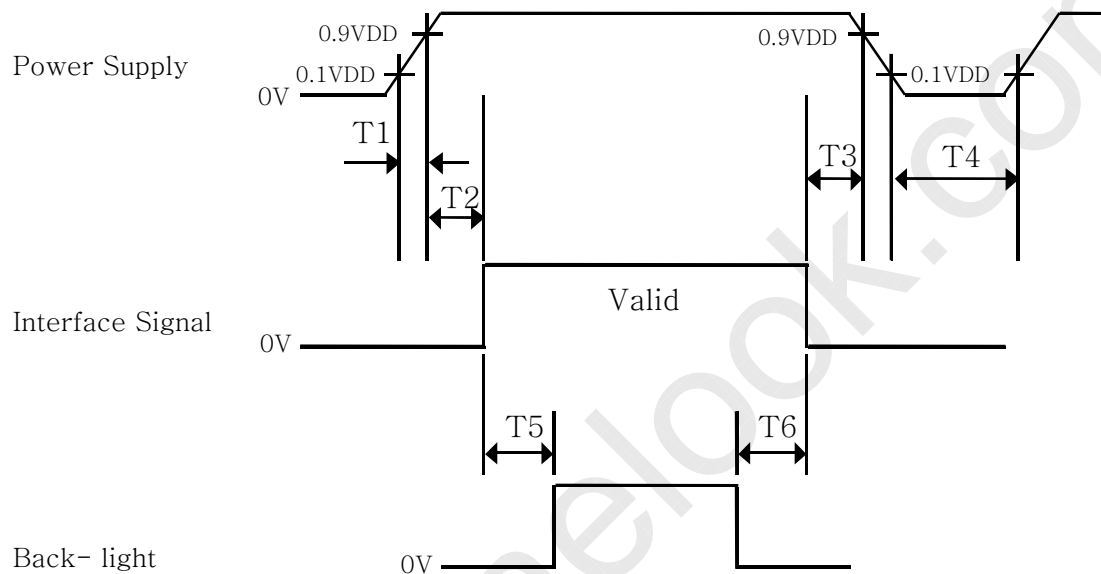 0.9VDD
0.9VDD
Power Supply
0.1VDD
0.1VDD
0V
T1
T2
T3
T4
Valid
Interface Signal
0V
T5
T6
Back- light
0V